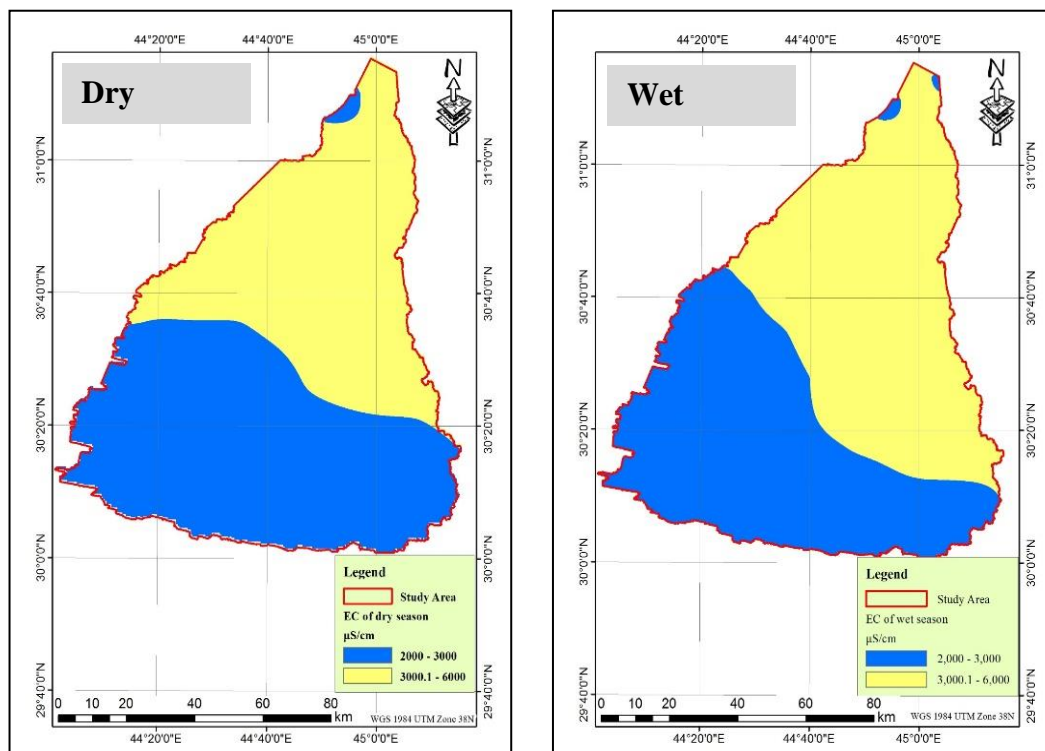 44°20'0"E 44°40'0"E 45°0'0"E
Dry
N
31°0'0"N
31°0'0"N
30°40'0"N
30°40'0"N
30°20'0"N
30°20'0"N
30°0'0"N
30°0'0"N
29°40'0"N
29°40'0"N
Legend
Study Area
EC of dry season
µS/cm
2000 - 3000
3000.1 - 6000
0 10 20 40 60 80
km
WGS 1984 UTM Zone 38N
44°20'0"E 44°40'0"E 45°0'0"E
44°20'0"E 44°40'0"E 45°0'0"E
Wet
N
31°0'0"N
31°0'0"N
30°40'0"N
30°40'0"N
30°20'0"N
30°20'0"N
30°0'0"N
30°0'0"N
29°40'0"N
29°40'0"N
Legend
Study Area
EC of wet season
µS/cm
2,000 - 3,000
3,000.1 - 6,000
0 10 20 40 60 80
km
WGS 1984 UTM Zone 38N
44°20'0"E 44°40'0"E 45°0'0"E